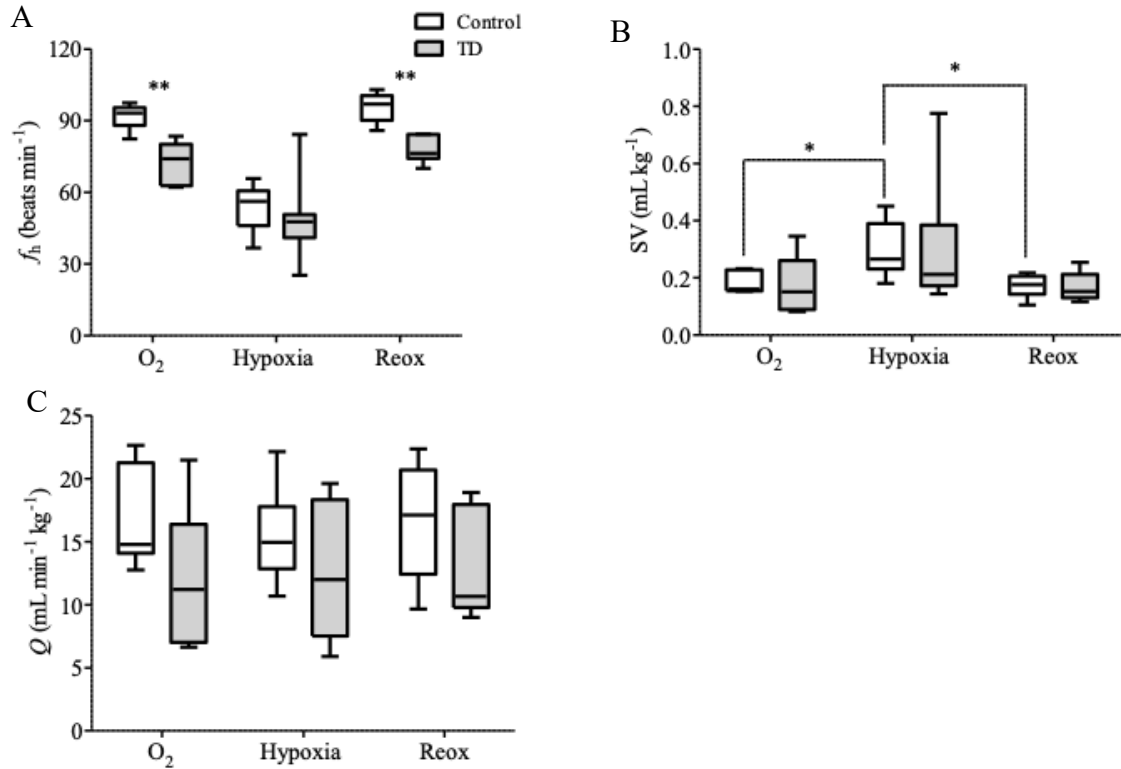 A
Control
TD
120
90
60
30
0
** **
fh (beats min⁻¹)
O₂ Hypoxia Reox
B
1.0
0.8
0.6
0.4
0.2
0.0
*
*
SV (mL kg⁻¹)
O₂ Hypoxia Reox
C
25
20
15
10
5
0
Q (mL min⁻¹ kg⁻¹)
O₂ Hypoxia Reox